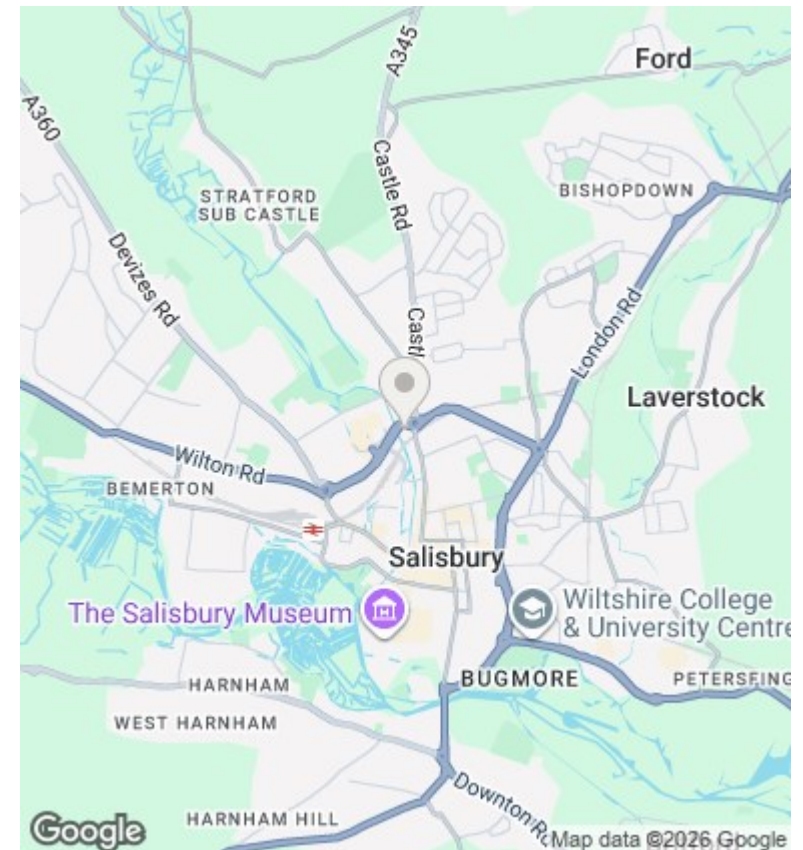 A345
Ford
A360
Castle Rd
BISHOPDOWN
STRATFORD
SUB CASTLE
Devizes Rd
Castl
London Rd
Laverstock
Wilton Rd
BEMERTON
Salisbury
The Salisbury Museum
Wiltshire College
& University Centre
BUGMORE
PETERSFING
HARNHAM
WEST HARNHAM
Downton Rd
HARNHAM HILL
Google
Map data ©2026 Google